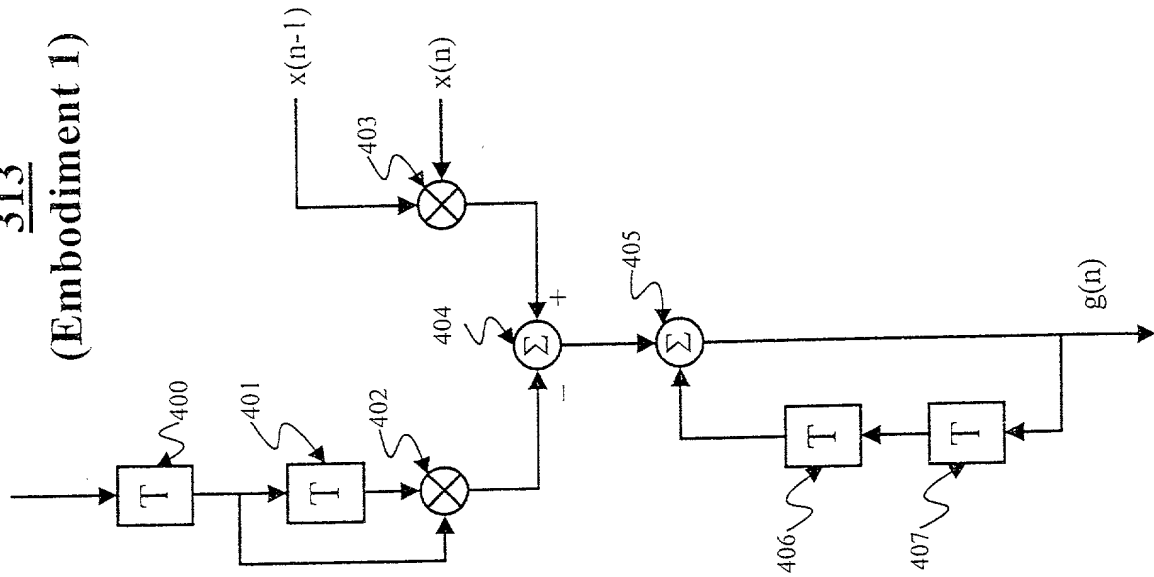 313
(Embodiment 1)
x(n-1)
x(n)
403
400
T
401
T
402
404
+
Σ
−
405
Σ
T
406
T
407
g(n)